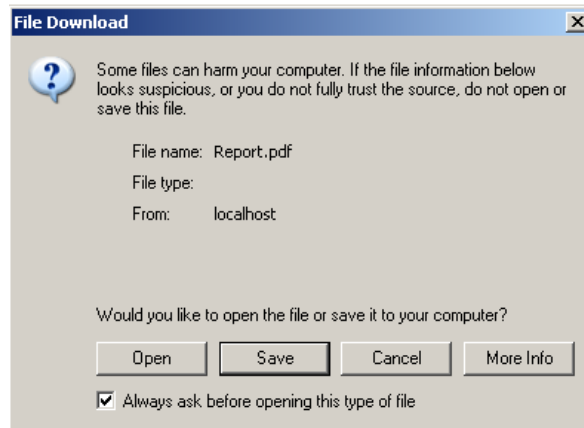 File Download
Some files can harm your computer. If the file information below
looks suspicious, or you do not fully trust the source, do not open or
save this file.
File name: Report.pdf
File type:
From: localhost
Would you like to open the file or save it to your computer?
Open Save Cancel More Info
Always ask before opening this type of file